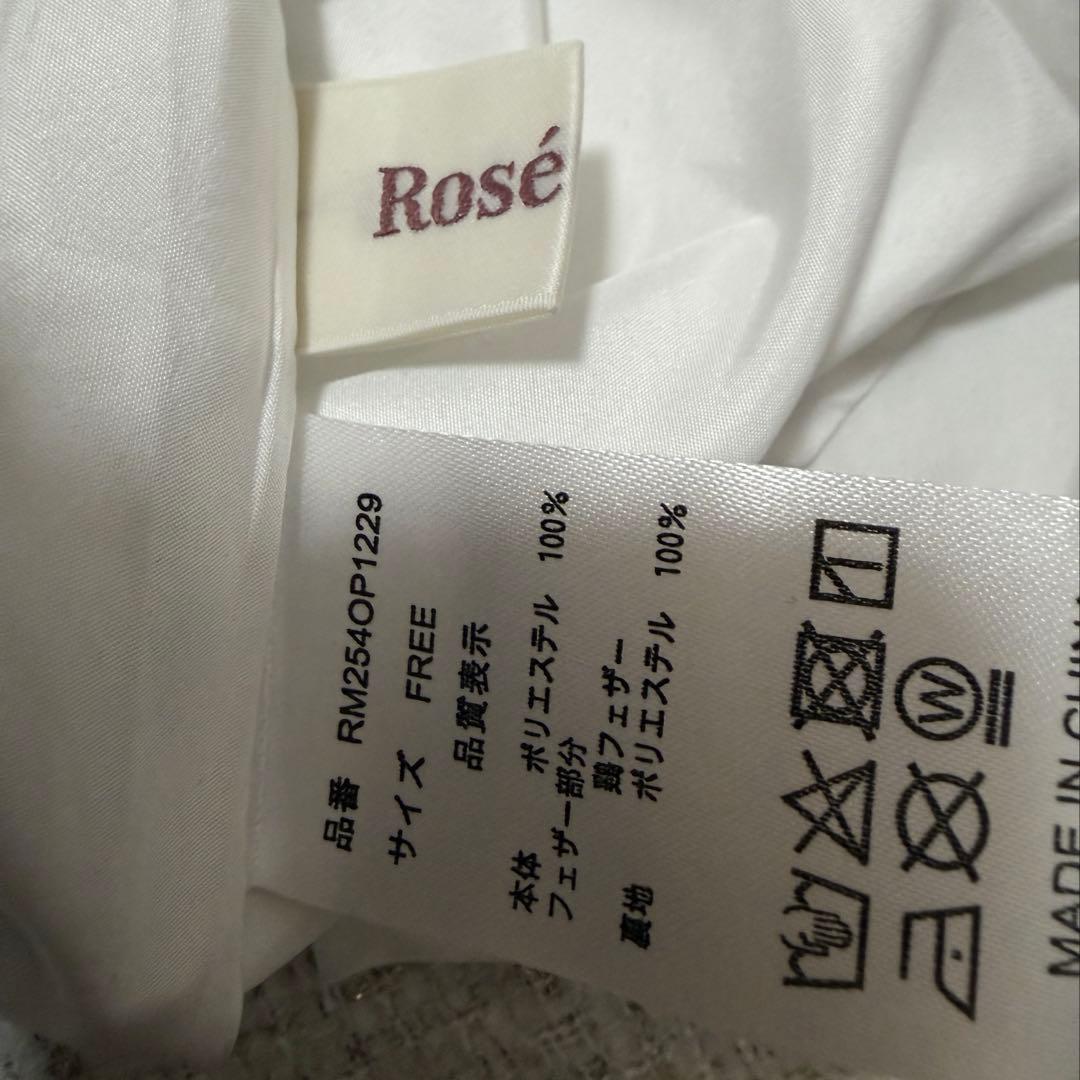 Rosé
品番 RM254OP1229
サイズ FREE
品質表示
本体 ポリエステル 100%
フェザー部分
鶏フェザー
裏地 ポリエステル 100%
W
MADE IN CHINA